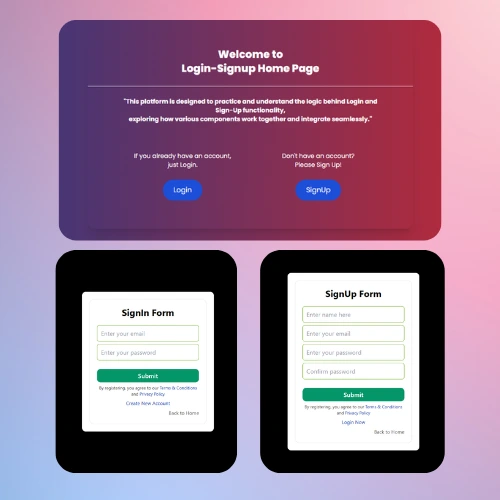 Welcome to
Login-Signup Home Page
"This platform is designed to practice and understand the logic behind Login and
Sign-Up functionality,
exploring how various components work together and integrate seamlessly."
If you already have an account,
just Login.
Don't have an account?
Please Sign Up!
Login
SignUp
SignIn Form
Enter your email
Enter your password
Submit
By registering, you agree to our Terms & Conditions
and Privacy Policy
Create New Account
Back to Home
SignUp Form
Enter name here
Enter your email
Enter your password
Confirm password
Submit
By registering, you agree to our Terms & Conditions
and Privacy Policy
Login Now
Back to Home